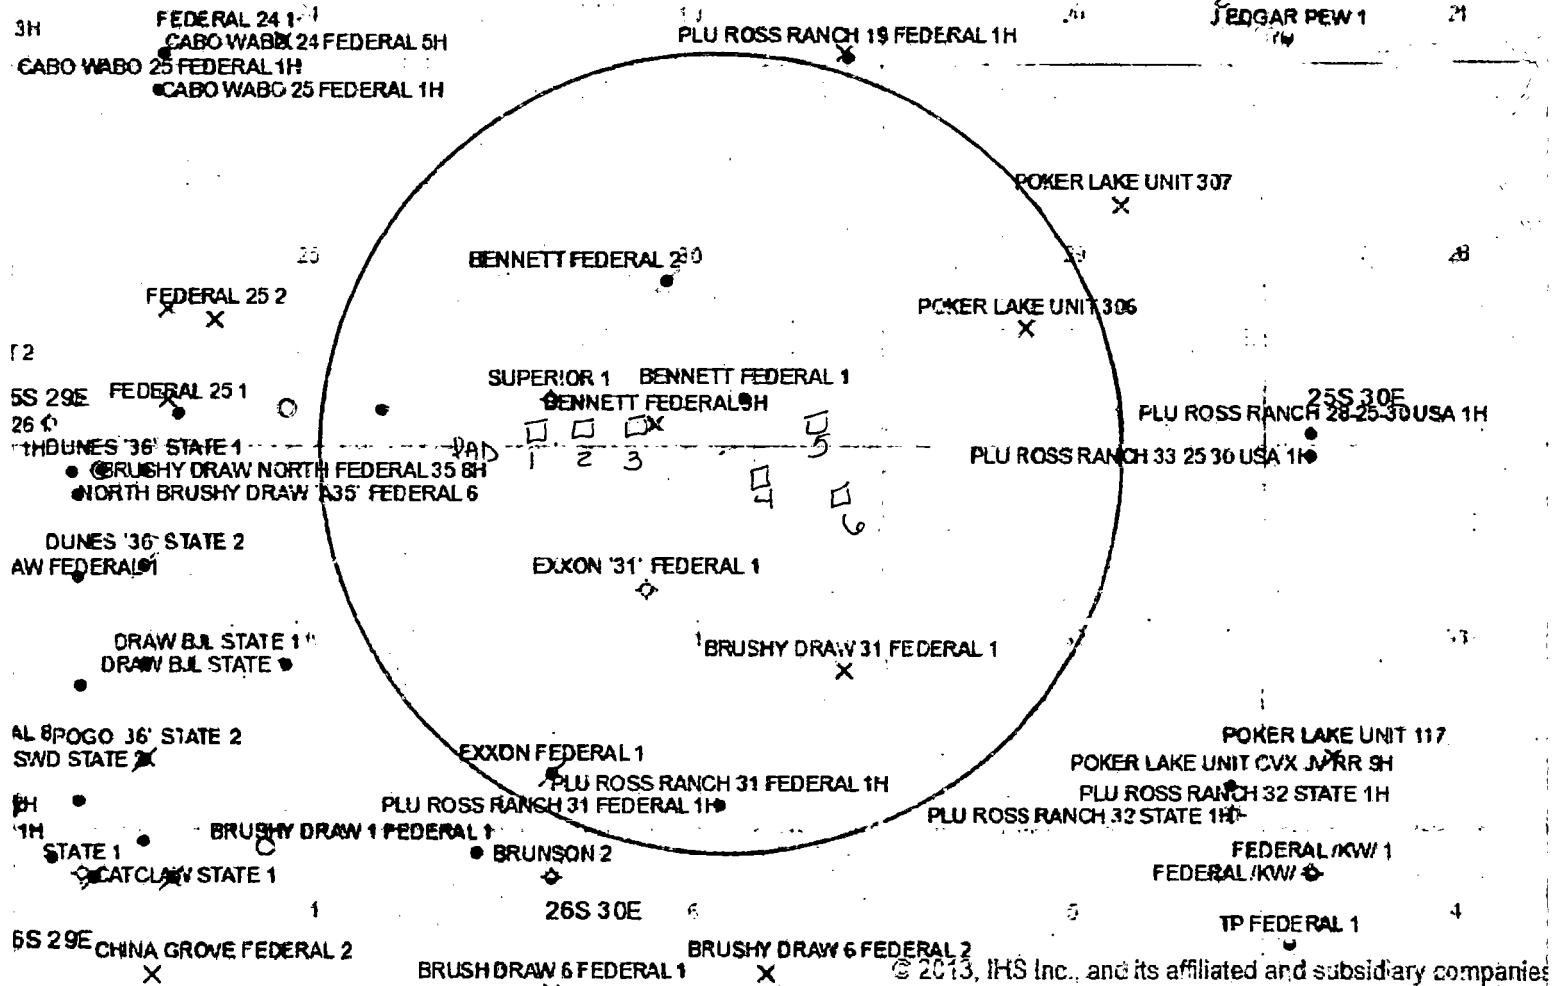 3H
FEDERAL 24 1
CABO WABO 24 FEDERAL 5H
CABO WABO 25 FEDERAL 1H
CABO WABO 25 FEDERAL 1H
PLU ROSS RANCH 19 FEDERAL 1H
20
J EDGAR PEW 1
21
POKER LAKE UNIT 307
25
BENNETT FEDERAL 2
30
29
28
FEDERAL 25 2
POKER LAKE UNIT 306
T 2
SUPERIOR 1
BENNETT FEDERAL 1
5S 29E
FEDERAL 25 1
BENNETT FEDERAL 3H
25S 30E
PLU ROSS RANCH 28-25-30 USA 1H
26
1H
DUNES '36' STATE 1
PAD
1
2
3
5
PLU ROSS RANCH 33 25 30 USA 1H
BRUSHY DRAW NORTH FEDERAL 35 8H
NORTH BRUSHY DRAW 'A35' FEDERAL 6
4
6
DUNES '36' STATE 2
AW FEDERAL 1
EXXON '31' FEDERAL 1
DRAW BJL STATE 1
DRAW BJL STATE
BRUSHY DRAW 31 FEDERAL 1
AL 8
POGO 36' STATE 2
SWD STATE 2
EXXON FEDERAL 1
POKER LAKE UNIT 117
POKER LAKE UNIT CVX JV RR 9H
PLU ROSS RANCH 31 FEDERAL 1H
PLU ROSS RANCH 31 FEDERAL 1H
PLU ROSS RANCH 32 STATE 1H
PLU ROSS RANCH 32 STATE 1H
1H
BRUSHY DRAW 1 FEDERAL 1
STATE 1
BRUNSON 2
FEDERAL /KW/ 1
CATCLAW STATE 1
FEDERAL /KW/
1
26S 30E
6
5
4
TP FEDERAL 1
6S 29E
CHINA GROVE FEDERAL 2
BRUSHY DRAW 6 FEDERAL 2
BRUSH DRAW 6 FEDERAL 1
© 2013, IHS Inc., and its affiliated and subsidiary companies